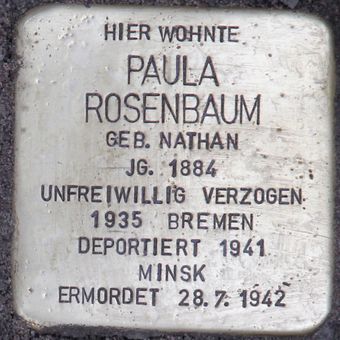 HIER WOHNTE
PAULA
ROSENBAUM
GEB. NATHAN
JG. 1884
UNFREIWILLIG VERZOGEN
1935 BREMEN
DEPORTIERT 1941
MINSK
ERMORDET 28.7.1942